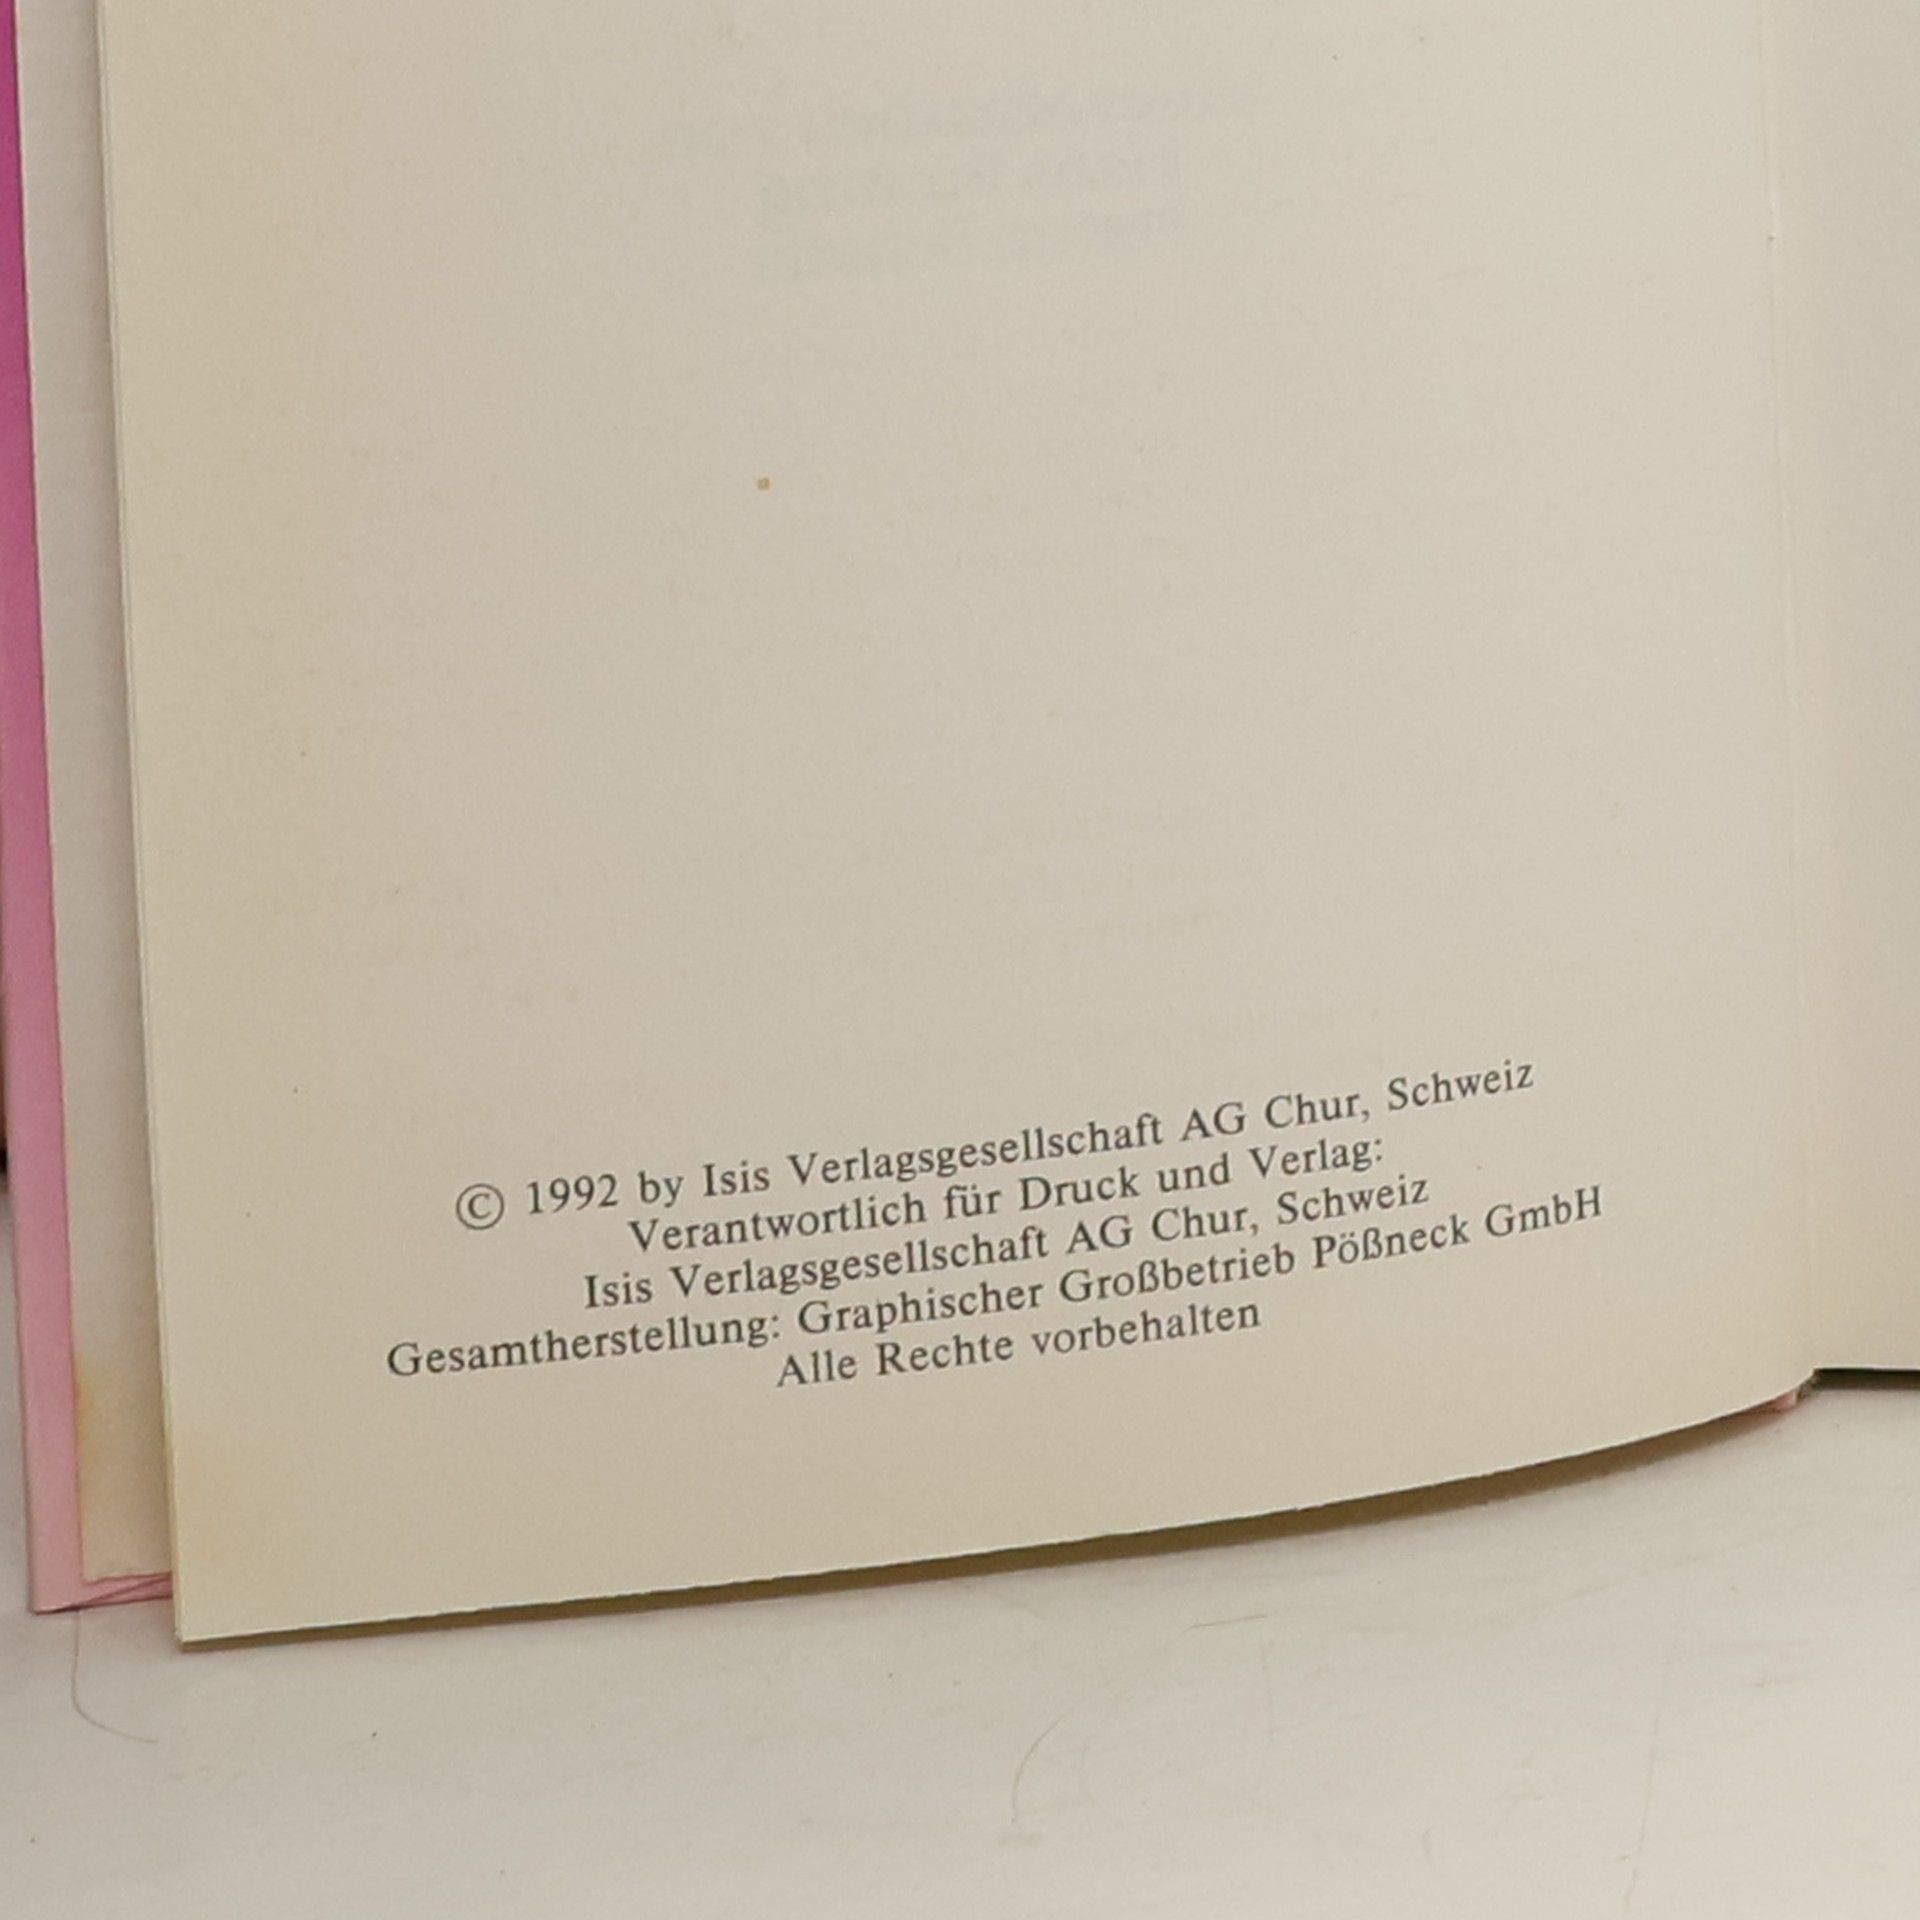 © 1992 by Isis Verlagsgesellschaft AG Chur, Schweiz
Verantwortlich für Druck und Verlag:
Isis Verlagsgesellschaft AG Chur, Schweiz
Gesamtherstellung: Graphischer Großbetrieb Pößneck GmbH
Alle Rechte vorbehalten